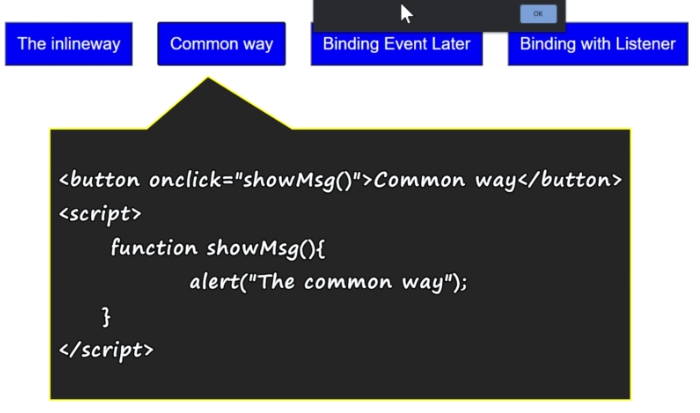 OK
The inlineway
Common way
Binding Event Later
Binding with Listener
<button onclick="showMsg()">Common way</button>
<script>
function showMsg(){
alert("The common way");
}
</script>